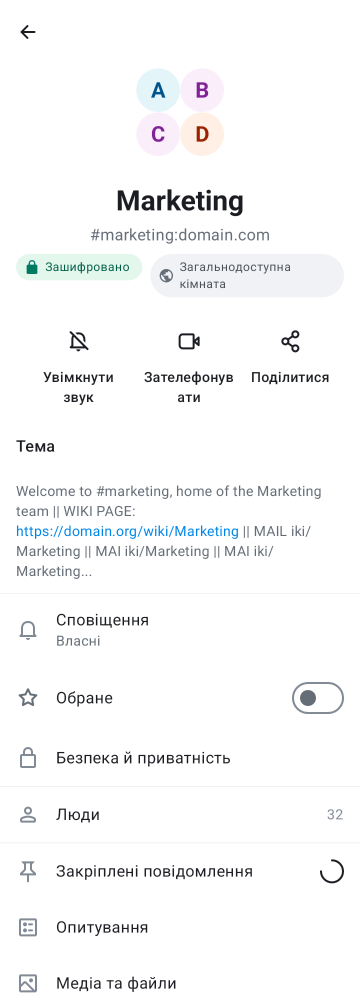 A B
C D
Marketing
#marketing:domain.com
Зашифровано
Загальнодоступна
кімната
Увімкнути
звук
Зателефонув
ати
Поділитися
Тема
Welcome to #marketing, home of the Marketing
team || WIKI PAGE:
https://domain.org/wiki/Marketing || MAIL iki/
Marketing || MAI iki/Marketing || MAI iki/
Marketing...
Сповіщення
Власні
Обране
Безпека й приватність
Люди 32
Закріплені повідомлення
Опитування
Медіа та файли